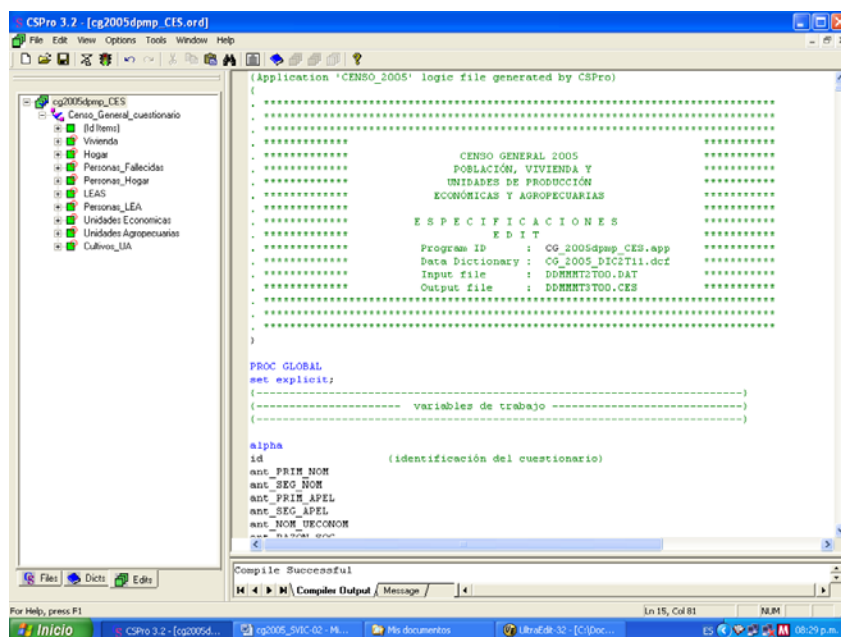 CSPro 3.2 - [cg2005dpmp_CES.ord]
File Edit View Options Tools Window Help
cg2005dpmp_CES
Censo_General_cuestionario
(Id Items)
Vivienda
Hogar
Personas_Fallecidas
Personas_Hogar
LEAS
Personas_LEA
Unidades Economicas
Unidades Agropecuarias
Cultivos_UA
Files Dicts Edits
{Application 'CENSO_2005' logic file generated by CSPro}
{
. ***************************************************************************
. ***************************************************************************
. ***************************************************************************
. ************* ***********
. ************* CENSO GENERAL 2005 ***********
. ************* POBLACIÓN, VIVIENDA Y ***********
. ************* UNIDADES DE PRODUCCIÓN ***********
. ************* ECONÓMICAS Y AGROPECUARIAS ***********
. ************* ***********
. ************* E S P E C I F I C A C I O N E S ***********
. ************* E D I T ***********
. ************* Program ID : CG_2005dpmp_CES.app ***********
. ************* Data Dictionary : CG_2005_DIC2T11.dcf ***********
. ************* Input file : DDMMMT2T00.DAT ***********
. ************* Output file : DDMMMT3T00.CES ***********
. ***************************************************************************
. ***************************************************************************
. ***************************************************************************
}
PROC GLOBAL
set explicit;
{-----------------------------------------------------------------------}
{--------------------- variables de trabajo ----------------------------}
{-----------------------------------------------------------------------}
alpha
id {identificación del cuestionario}
ant_PRIM_NOM
ant_SEG_NOM
ant_PRIM_APEL
ant_SEG_APEL
ant_NOM_UECONOM
ant_RAZON_SOC
Compile Successful
Compiler Output Message
For Help, press F1
Ln 15, Col 81 NUM
Inicio CSPro 3.2 - [cg2005d... cg2005_SVIC-02 - Mi... Mis documentos UltraEdit-32 - [C:\Doc... ES 08:29 p.m.